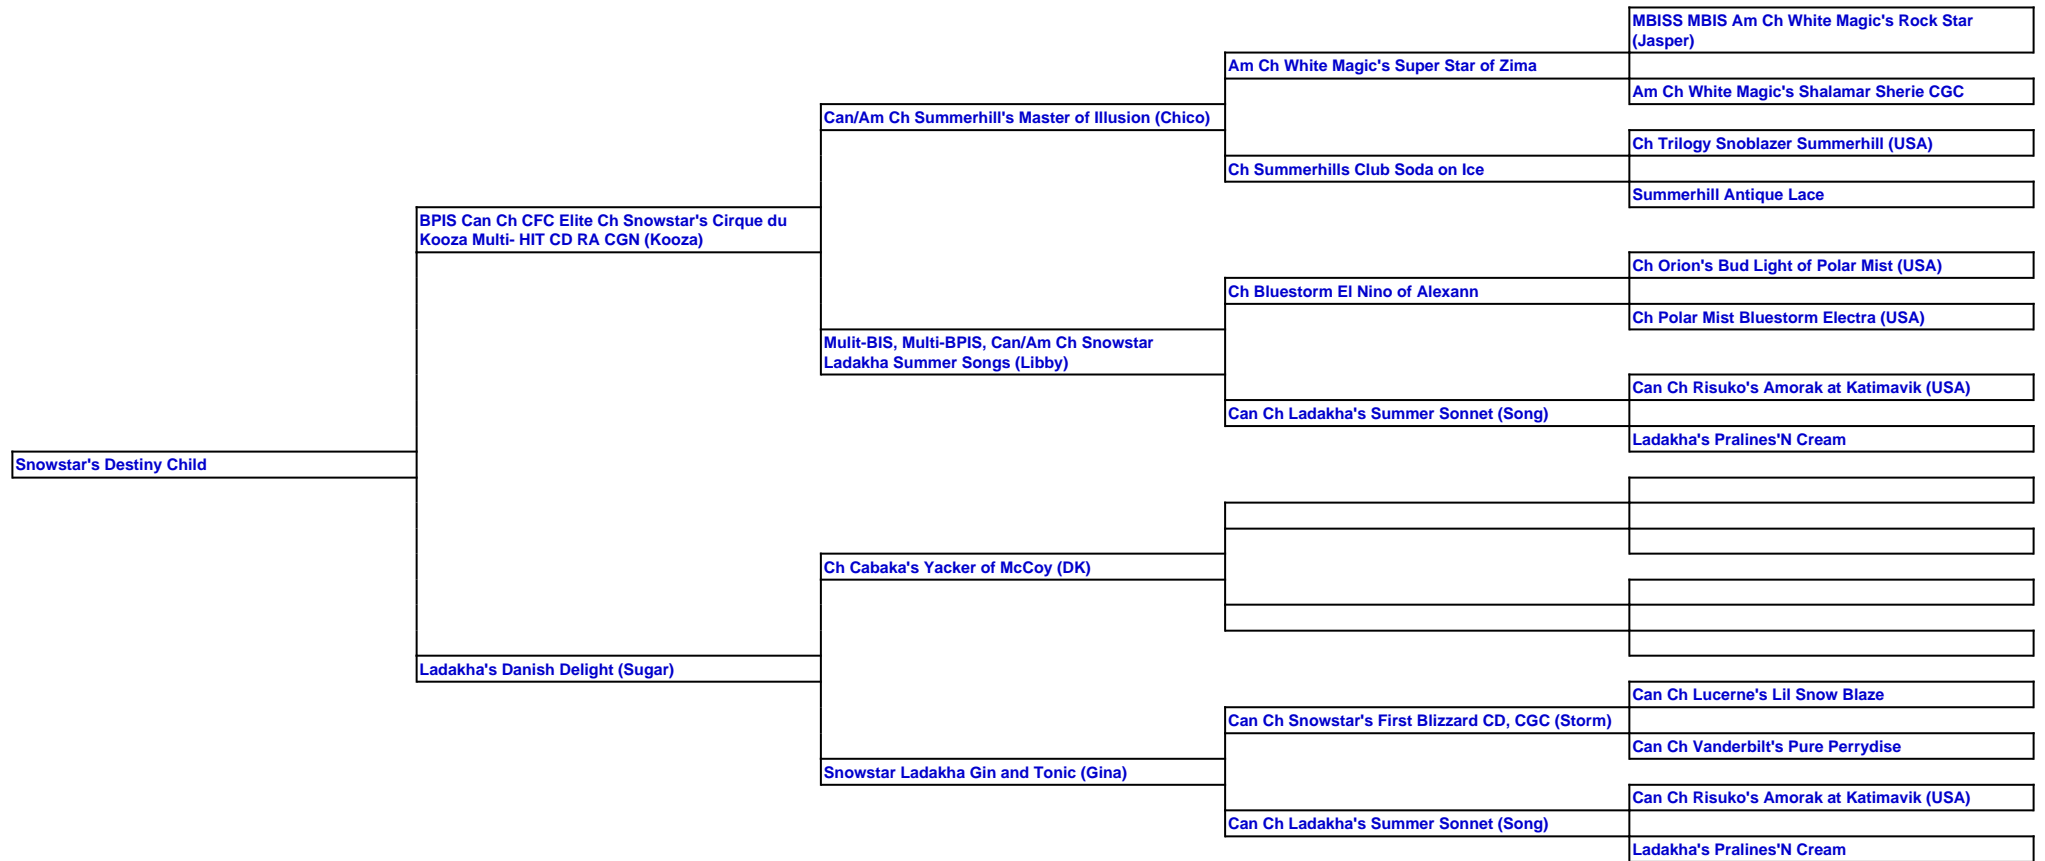 MBISS MBIS Am Ch White Magic's Rock Star
(Jasper)
Am Ch White Magic's Super Star of Zima
Am Ch White Magic's Shalamar Sherie CGC
Can/Am Ch Summerhill's Master of Illusion (Chico)
Ch Trilogy Snoblazer Summerhill (USA)
Ch Summerhills Club Soda on Ice
Summerhill Antique Lace
BPIS Can Ch CFC Elite Ch Snowstar's Cirque du
Kooza Multi- HIT CD RA CGN (Kooza)
Ch Orion's Bud Light of Polar Mist (USA)
Ch Bluestorm El Nino of Alexann
Ch Polar Mist Bluestorm Electra (USA)
Mulit-BIS, Multi-BPIS, Can/Am Ch Snowstar
Ladakha Summer Songs (Libby)
Can Ch Risuko's Amorak at Katimavik (USA)
Can Ch Ladakha's Summer Sonnet (Song)
Ladakha's Pralines'N Cream
Snowstar's Destiny Child
Ch Cabaka's Yacker of McCoy (DK)
Ladakha's Danish Delight (Sugar)
Can Ch Lucerne's Lil Snow Blaze
Can Ch Snowstar's First Blizzard CD, CGC (Storm)
Can Ch Vanderbilt's Pure Perrydise
Snowstar Ladakha Gin and Tonic (Gina)
Can Ch Risuko's Amorak at Katimavik (USA)
Can Ch Ladakha's Summer Sonnet (Song)
Ladakha's Pralines'N Cream